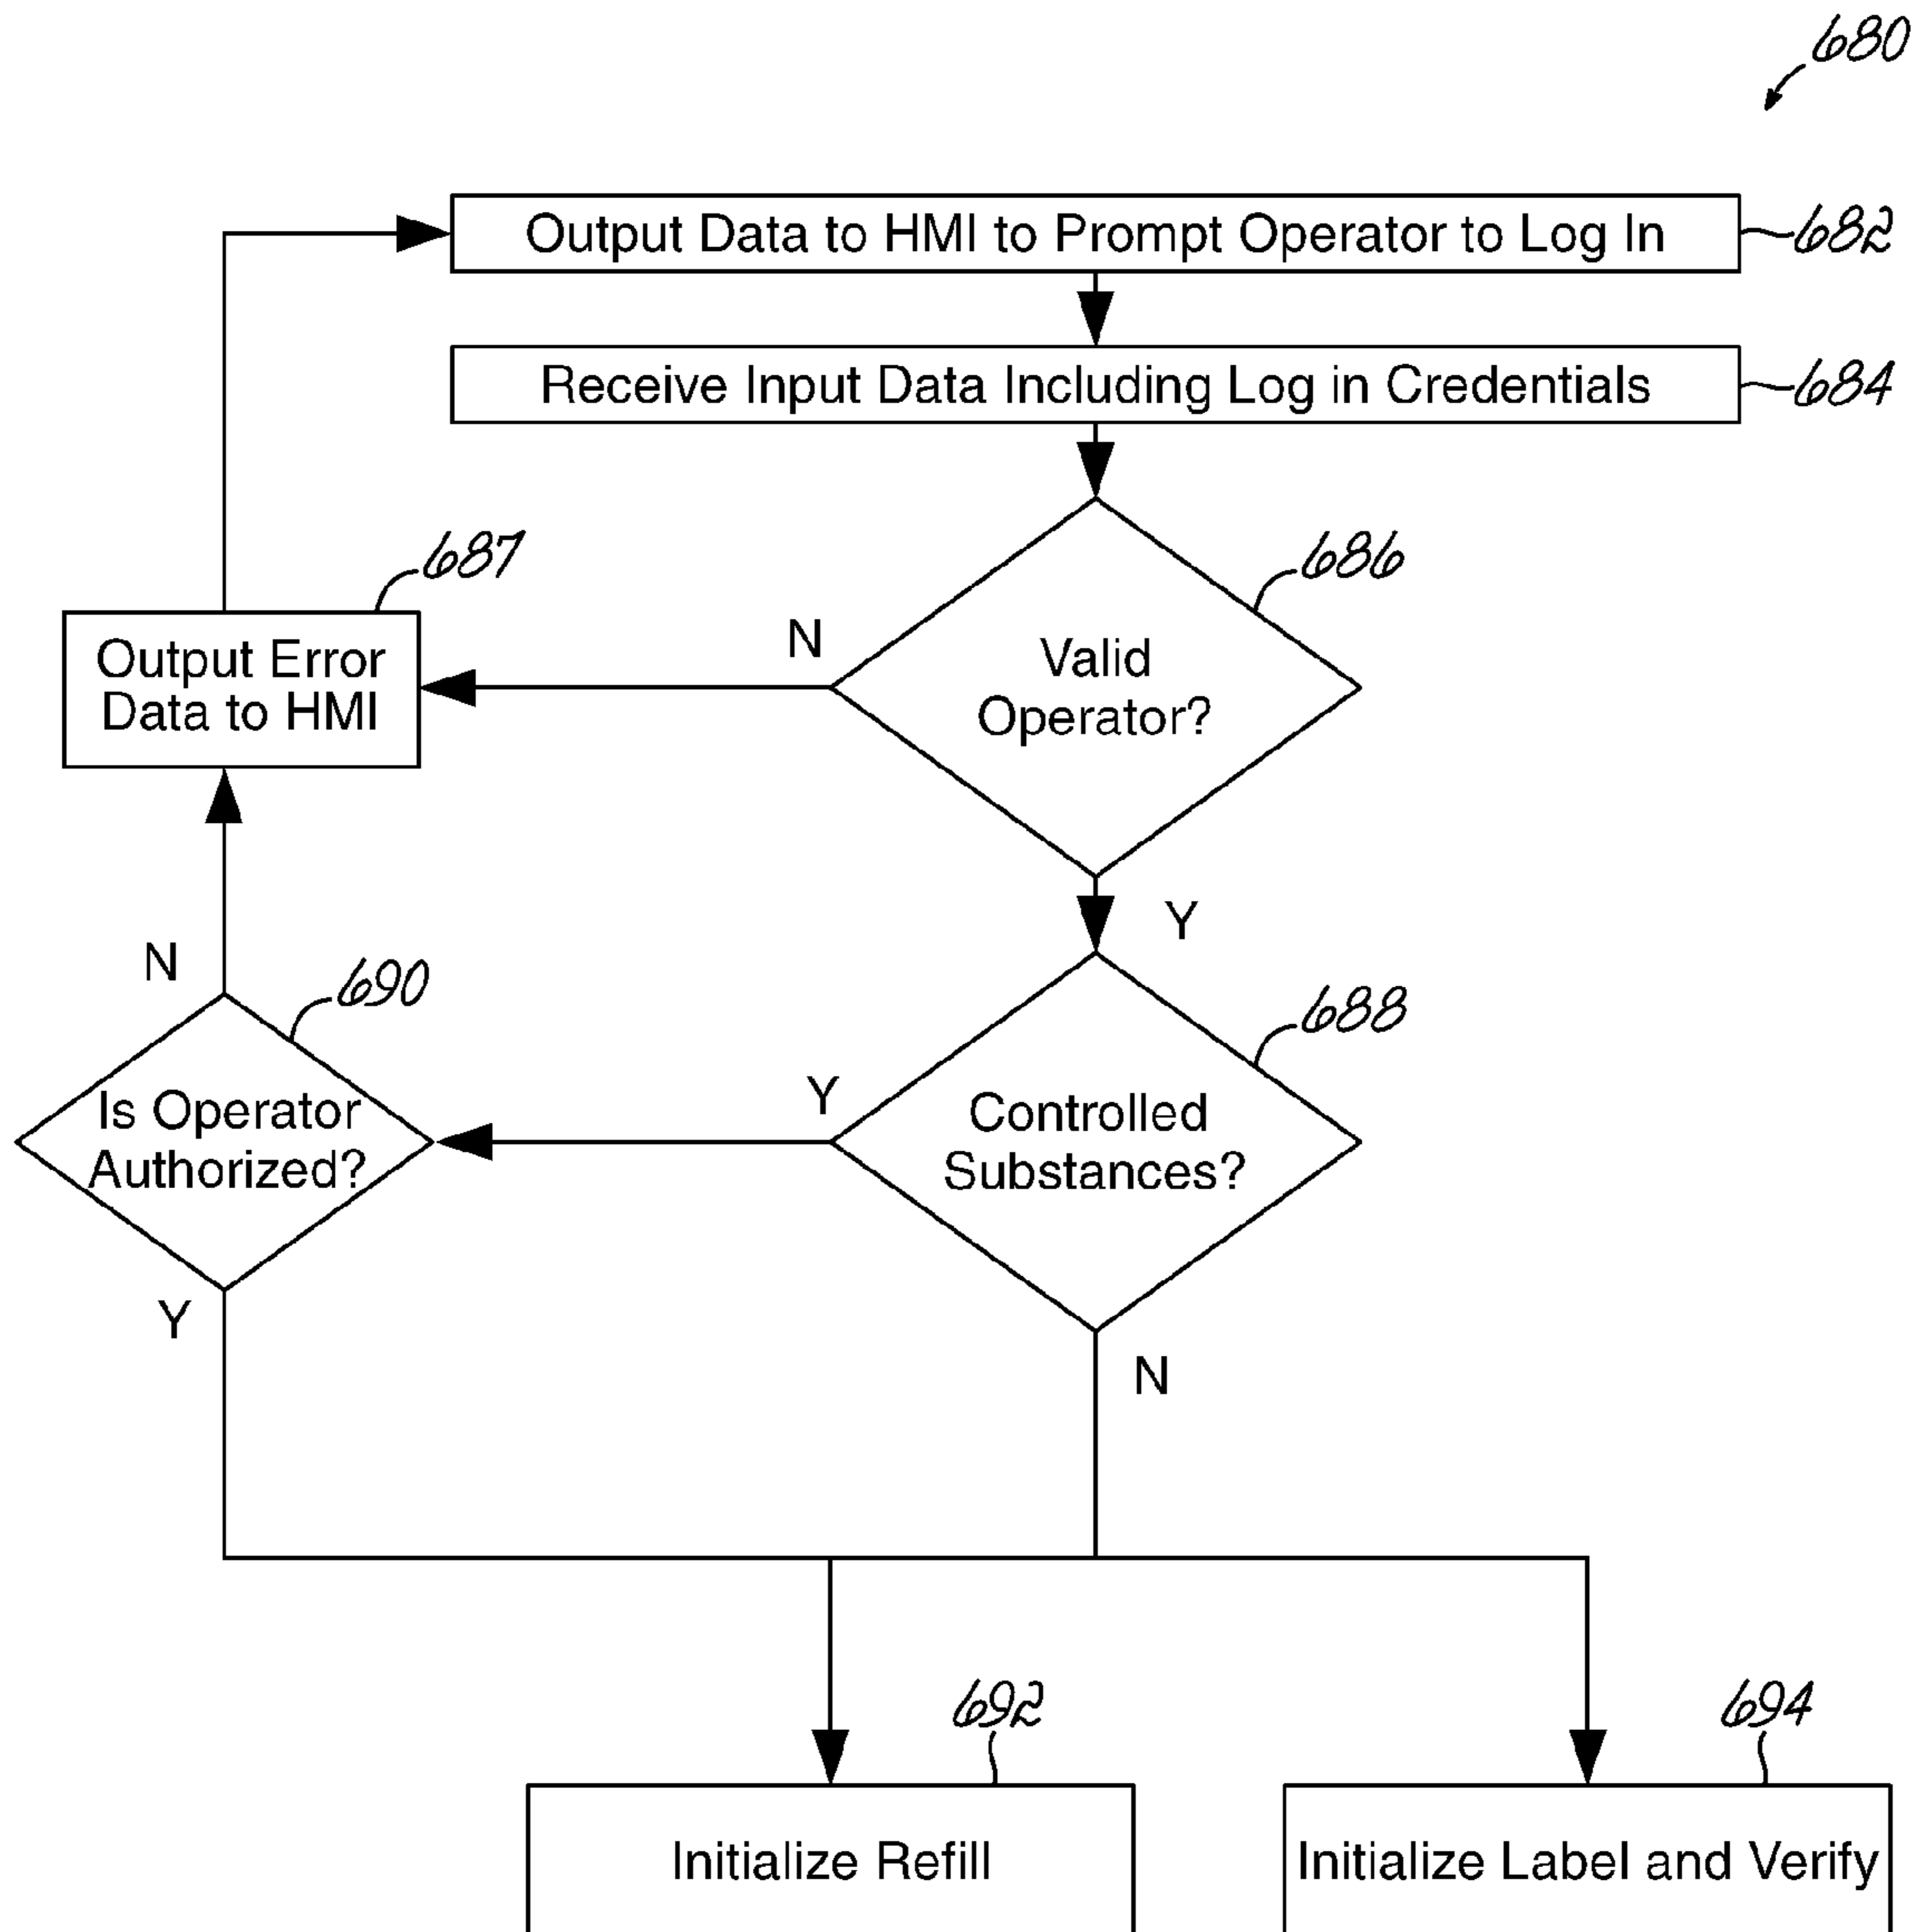 680
Output Data to HMI to Prompt Operator to Log In
682
Receive Input Data Including Log in Credentials
684
687
686
Output Error
Data to HMI
N
Valid
Operator?
Y
N
690
688
Is Operator
Authorized?
Y
Controlled
Substances?
Y
N
692
694
Initialize Refill
Initialize Label and Verify